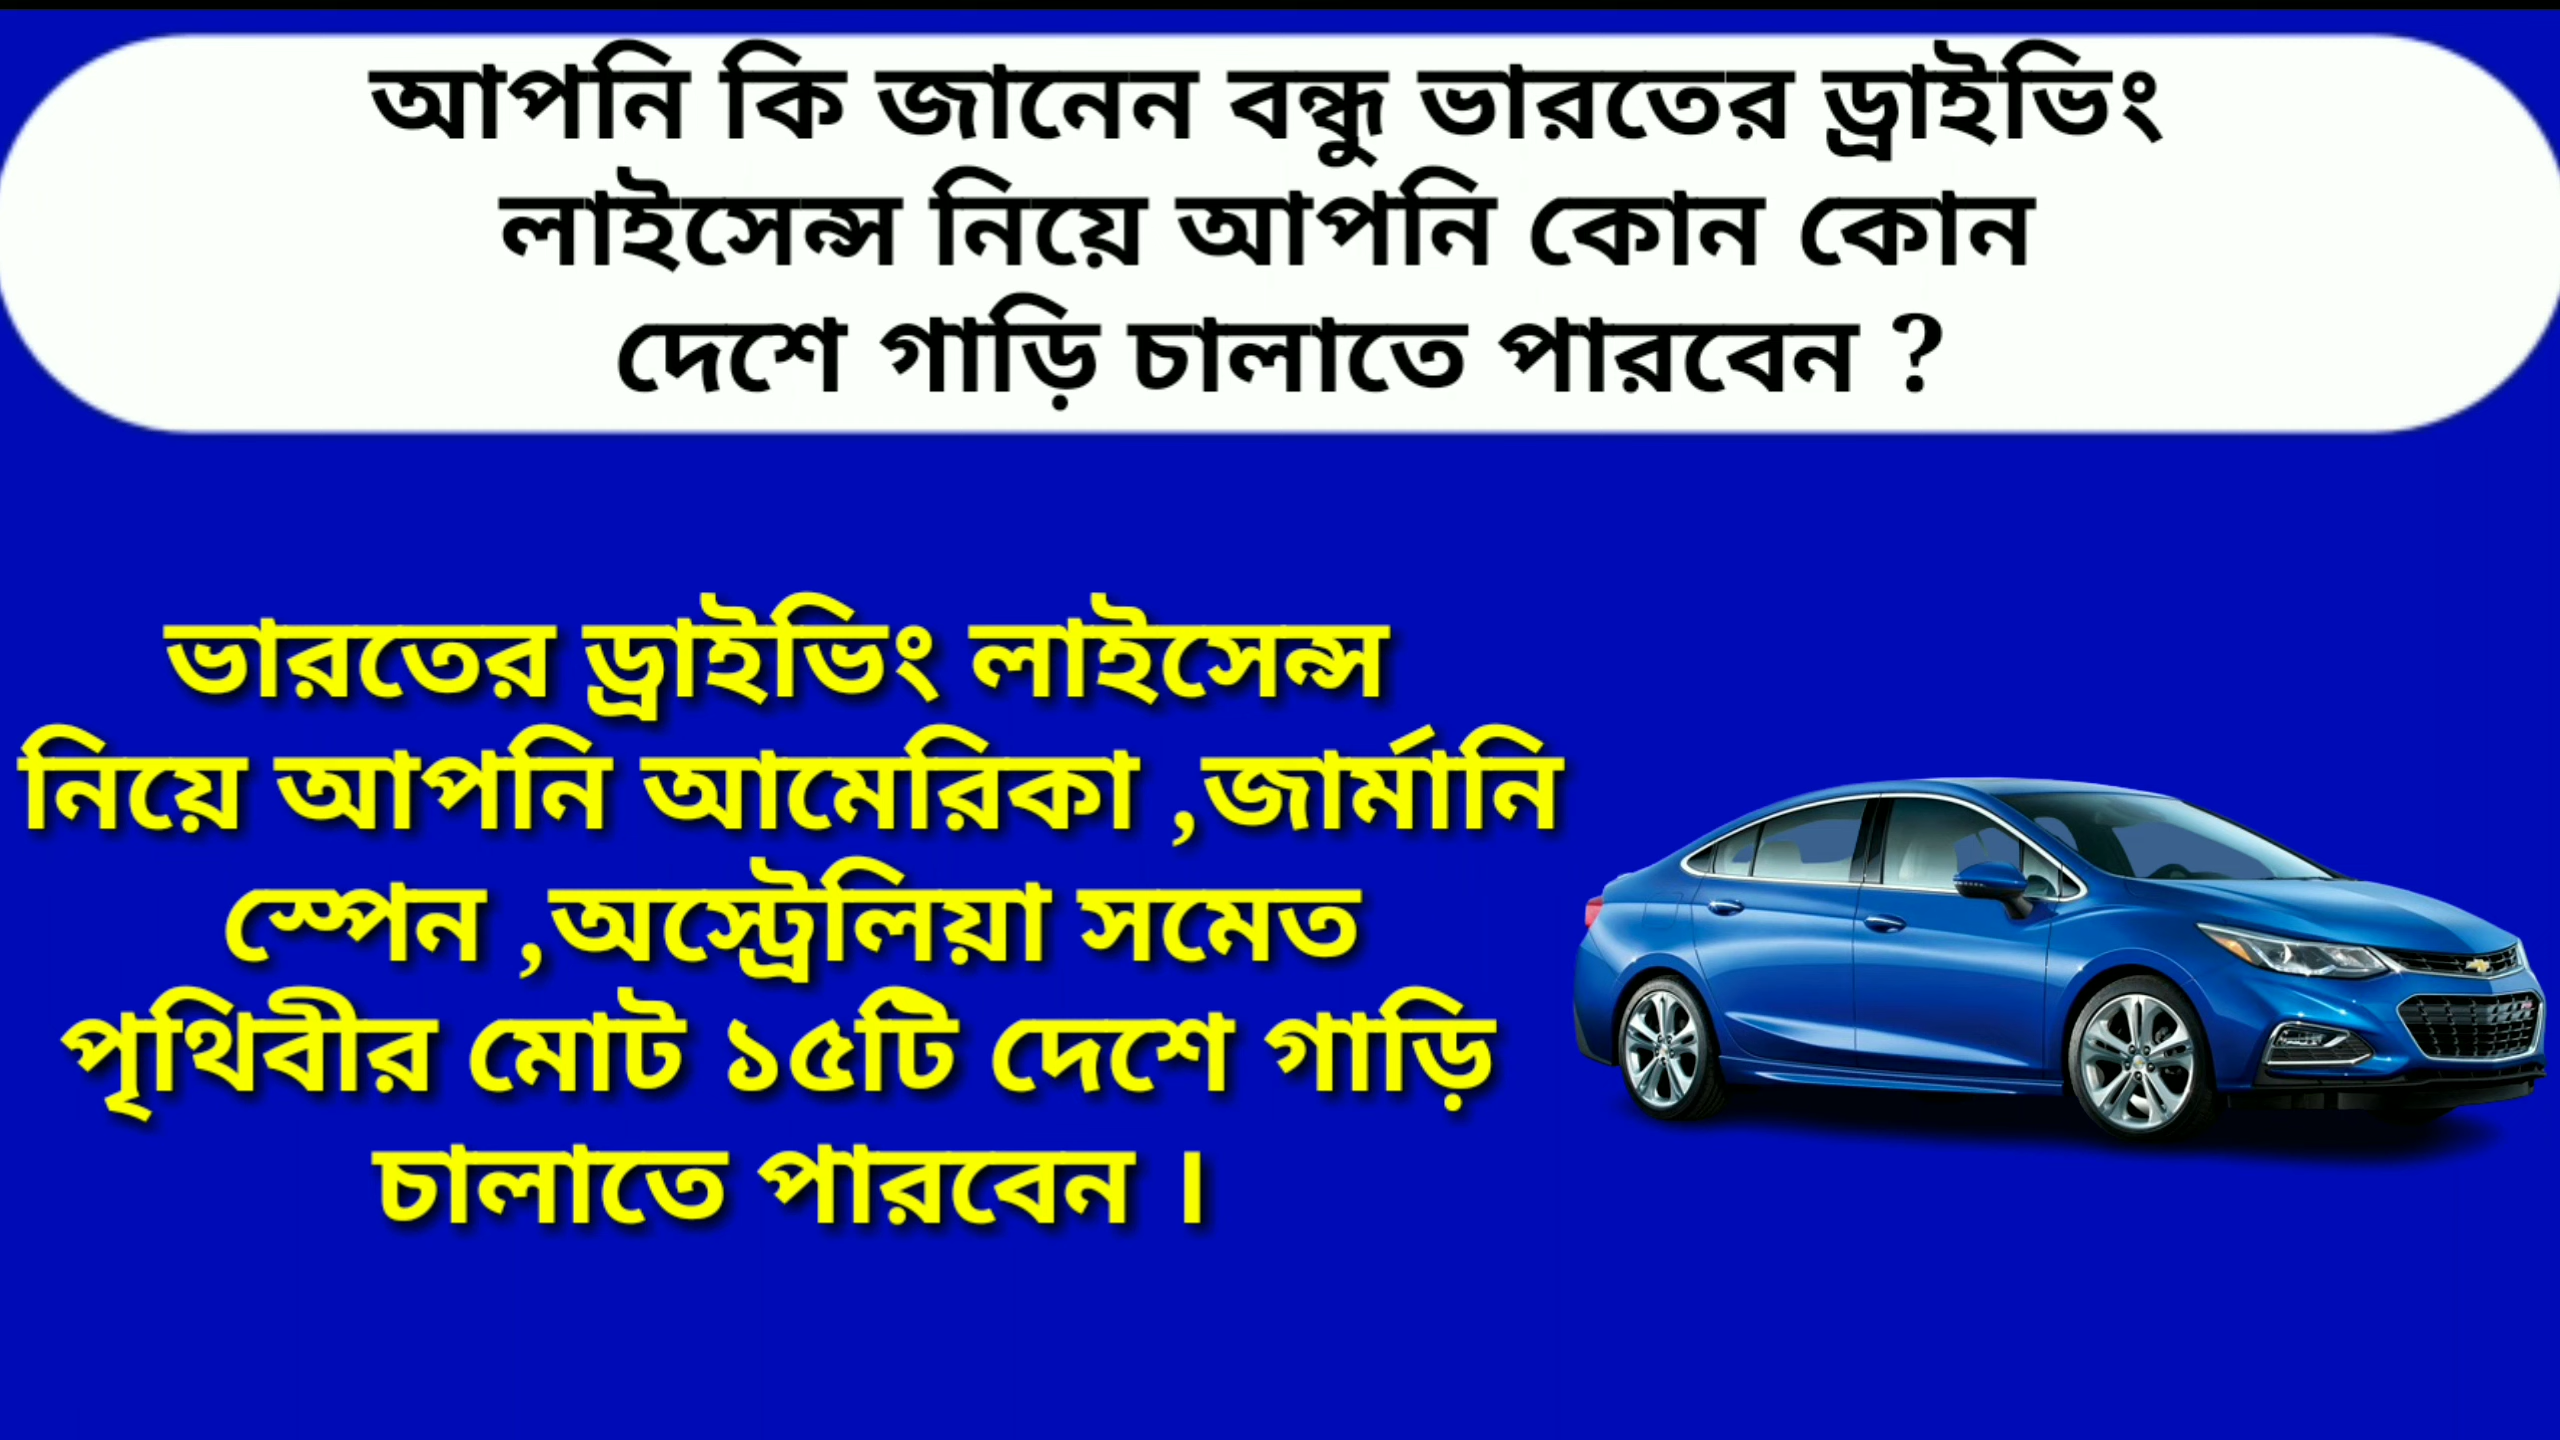 আপনি কি জানেন বন্ধু ভারতের ড্রাইভিং
লাইসেন্স নিয়ে আপনি কোন কোন
দেশে গাড়ি চালাতে পারবেন ?
ভারতের ড্রাইভিং লাইসেন্স
নিয়ে আপনি আমেরিকা ,জার্মানি
স্পেন ,অস্ট্রেলিয়া সমেত
পৃথিবীর মোট ১৫টি দেশে গাড়ি
চালাতে পারবেন ।